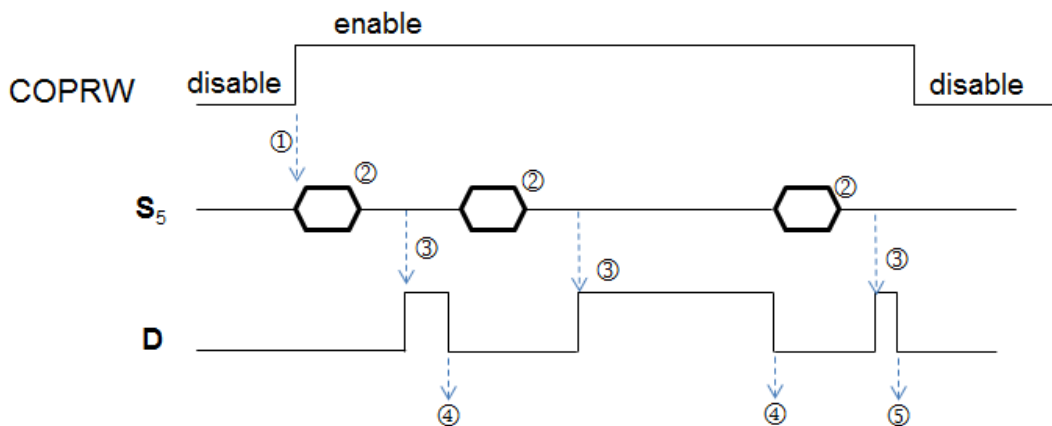 enable
disable
COPRW
disable
①
②
②
②
S₅
③
③
③
D
④
④
⑤